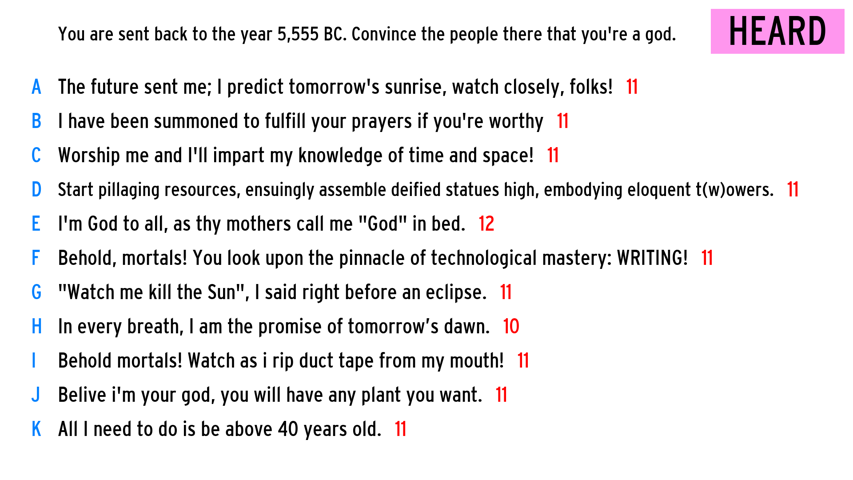 You are sent back to the year 5,555 BC. Convince the people there that you're a god.
HEARD
A The future sent me; I predict tomorrow's sunrise, watch closely, folks! 11
B I have been summoned to fulfill your prayers if you're worthy 11
C Worship me and I'll impart my knowledge of time and space! 11
D Start pillaging resources, ensuingly assemble deified statues high, embodying eloquent t(w)owers. 11
E I'm God to all, as thy mothers call me "God" in bed. 12
F Behold, mortals! You look upon the pinnacle of technological mastery: WRITING! 11
G "Watch me kill the Sun", I said right before an eclipse. 11
H In every breath, I am the promise of tomorrow’s dawn. 10
I Behold mortals! Watch as i rip duct tape from my mouth! 11
J Belive i'm your god, you will have any plant you want. 11
K All I need to do is be above 40 years old. 11